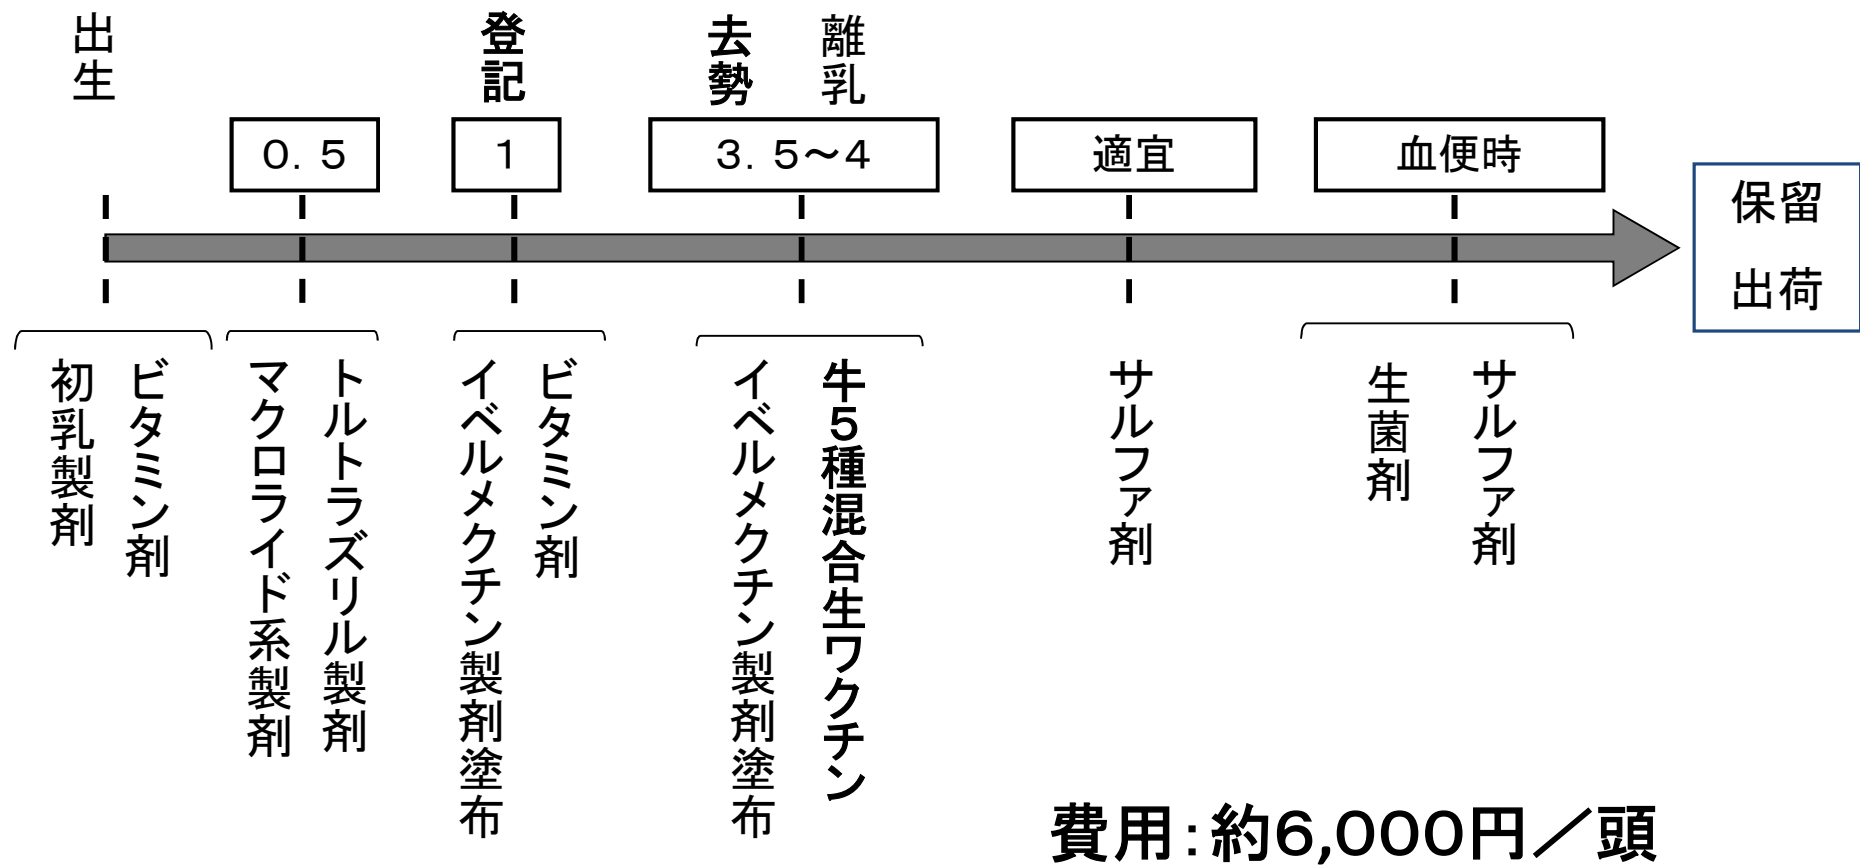 出生
登記
去勢
離乳
０．５
１
３．５～４
適宜
血便時
保留
出荷
初乳製剤
ビタミン剤
マクロライド系製剤
トルトラズリル製剤
イベルメクチン製剤塗布
ビタミン剤
イベルメクチン製剤塗布
牛５種混合生ワクチン
サルファ剤
生菌剤
サルファ剤
費用：約6,000円／頭